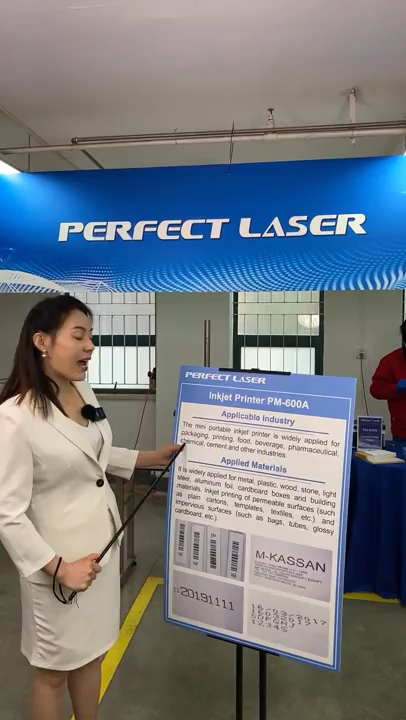 PERFECT LASER
PERFECT LASER
Inkjet Printer PM-600A
Applicable Industry
The mini portable inkjet printer is widely applied for
packaging, printing, food, beverage, pharmaceutical,
chemical, cement and other industries.
Applied Materials
It is widely applied for metal, plastic, wood, stone, light
steel, aluminum foil, cardboard boxes and building
materials. Inkjet printing of permeable surfaces (such
as plain cartons, templates, textiles, etc.) and
impervious surfaces (such as bags, tubes, glossy
cardboard, etc.)
M-KASSAN
20191111